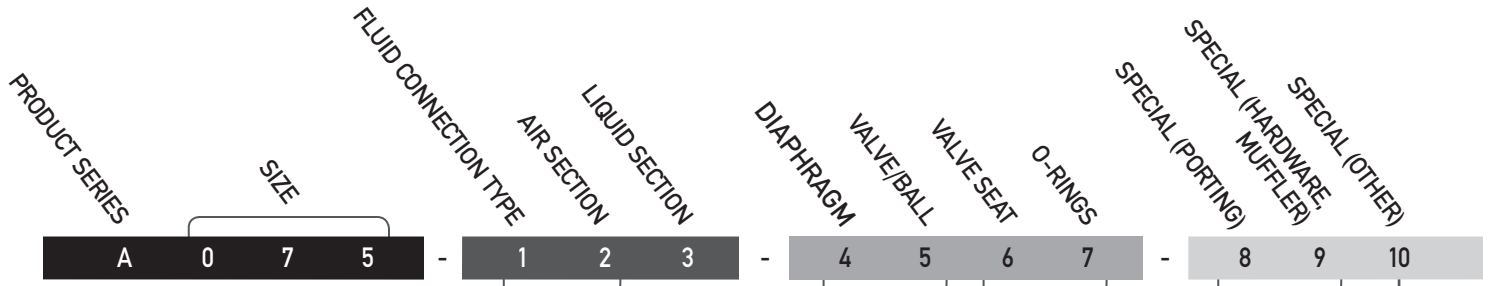 PRODUCT SERIES
SIZE
FLUID CONNECTION TYPE
AIR SECTION
LIQUID SECTION
DIAPHRAGM
VALVE/BALL
VALVE SEAT
O-RINGS
SPECIAL (PORTING)
SPECIAL (HARDWARE,
MUFFLER)
SPECIAL (OTHER)
A 0 7 5 - 1 2 3 - 4 5 6 7 - 8 9 10